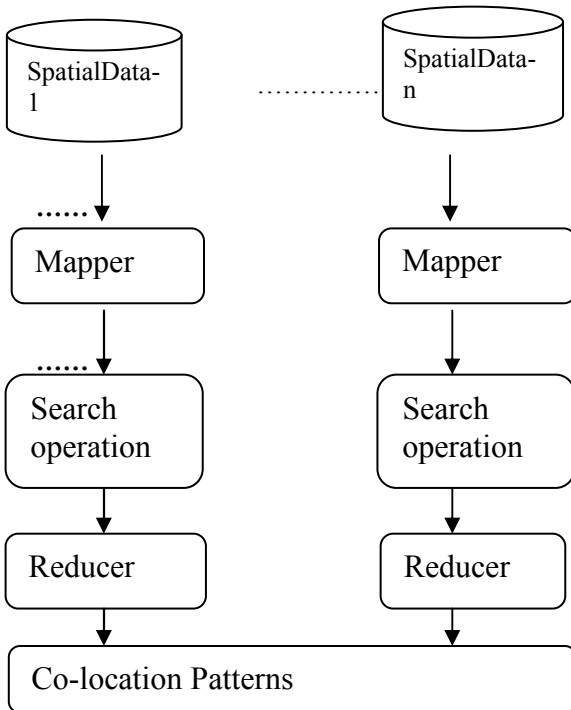 SpatialData-
1
SpatialData-
n
....................
......
Mapper
Mapper
......
Search
operation
Search
operation
Reducer
Reducer
Co-location Patterns